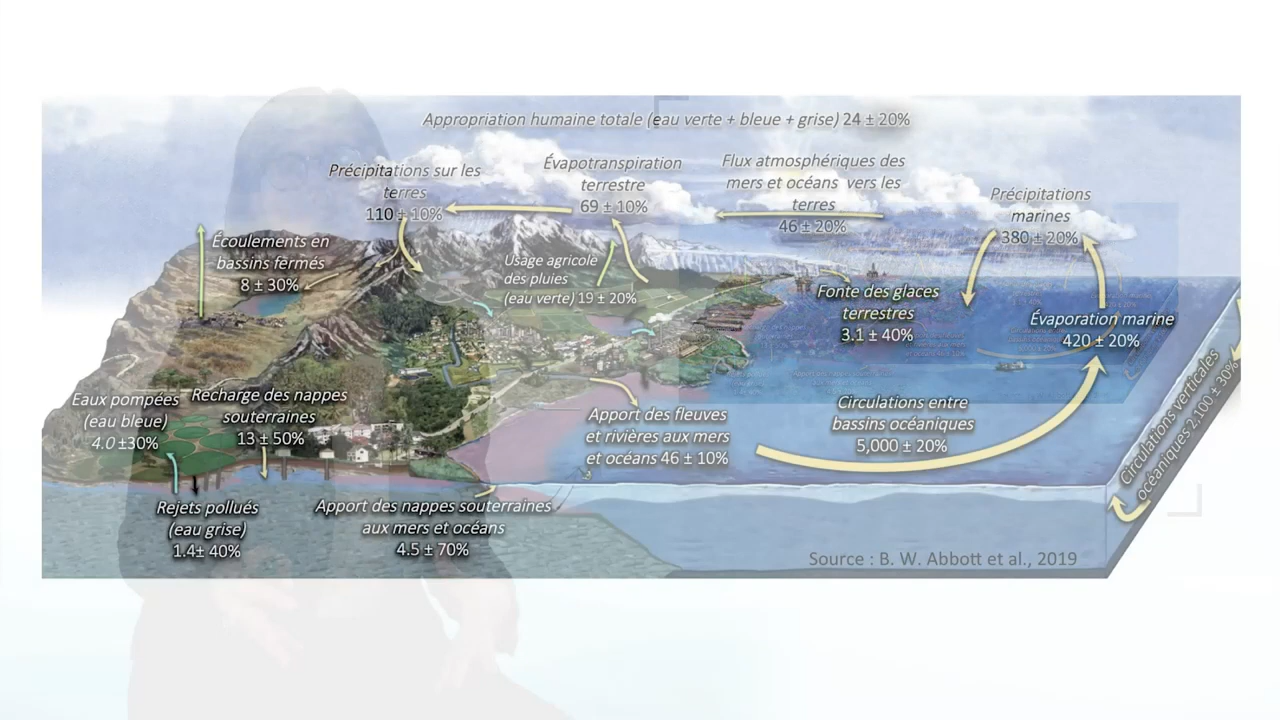 Appropriation humaine totale (eau verte + bleue + grise) 24 ± 20%
Précipitations sur les
terres
110 ± 10%
Évapotranspiration
terrestre
69 ± 10%
Flux atmosphériques des
mers et océans vers les
terres
46 ± 20%
Précipitations
marines
380 ± 20%
Écoulements en
bassins fermés
8 ± 30%
Usage agricole
des pluies
(eau verte) 19 ± 20%
Fonte des glaces
terrestres
3.1 ± 40%
Évaporation marine
420 ± 20%
Eaux pompées
(eau bleue)
4.0 ±30%
Recharge des nappes
souterraines
13 ± 50%
Apport des fleuves
et rivières aux mers
et océans 46 ± 10%
Circulations entre
bassins océaniques
5,000 ± 20%
Circulations verticales
océaniques 2,100 ± 30%
Rejets pollués
(eau grise)
1.4± 40%
Apport des nappes souterraines
aux mers et océans
4.5 ± 70%
Source : B. W. Abbott et al., 2019